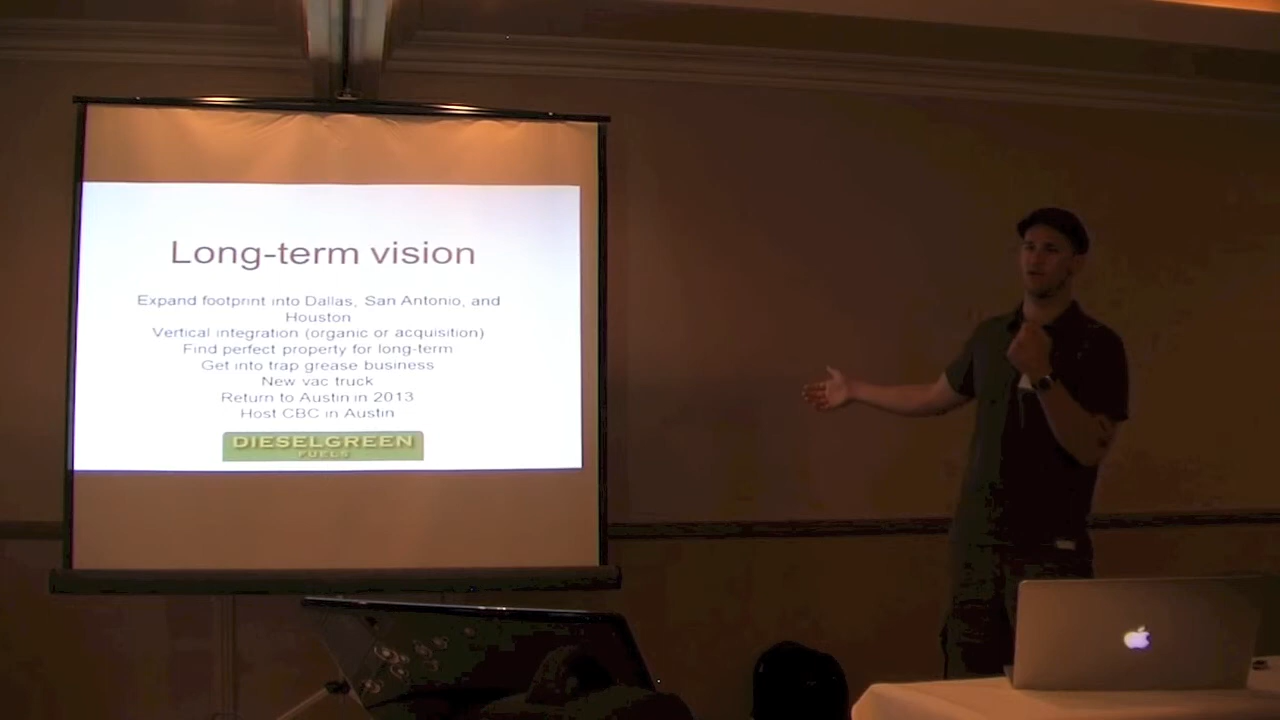 Long-term vision
Expand footprint into Dallas, San Antonio, and
Houston
Vertical integration (organic or acquisition)
Find perfect property for long-term
Get into trap grease business
New vac truck
Return to Austin in 2013
Host CBC in Austin
DIESELGREEN
FUELS